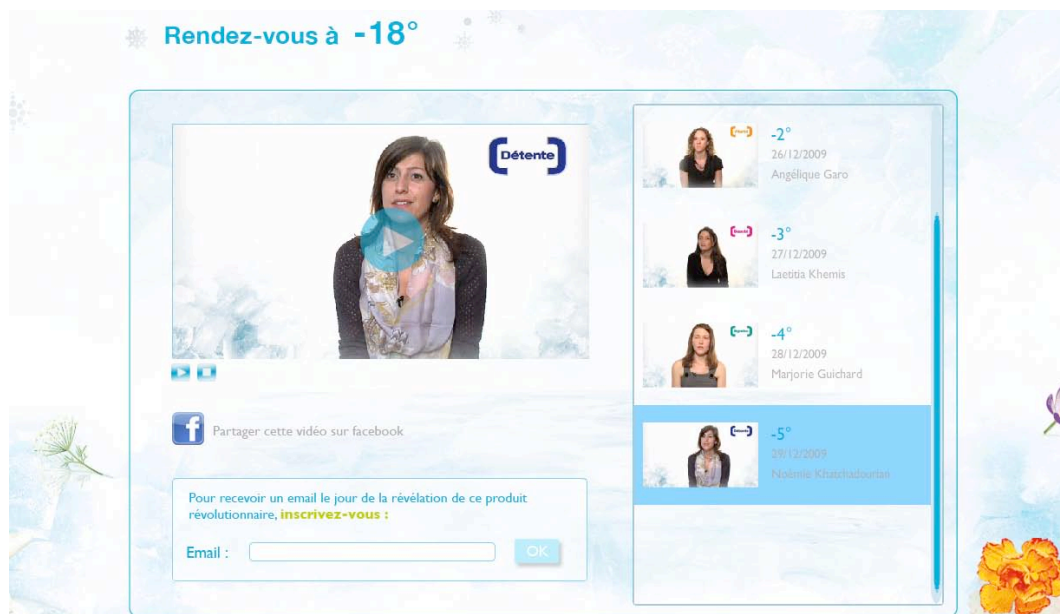 Rendez-vous à -18°
Détente
-2°
26/12/2009
Angélique Garo
-3°
27/12/2009
Laetitia Khemis
-4°
28/12/2009
Marjorie Guichard
-5°
29/12/2009
Noémie Khatchadourian
Partager cette vidéo sur facebook
Pour recevoir un email le jour de la révélation de ce produit
révolutionnaire, inscrivez-vous :
Email :
OK